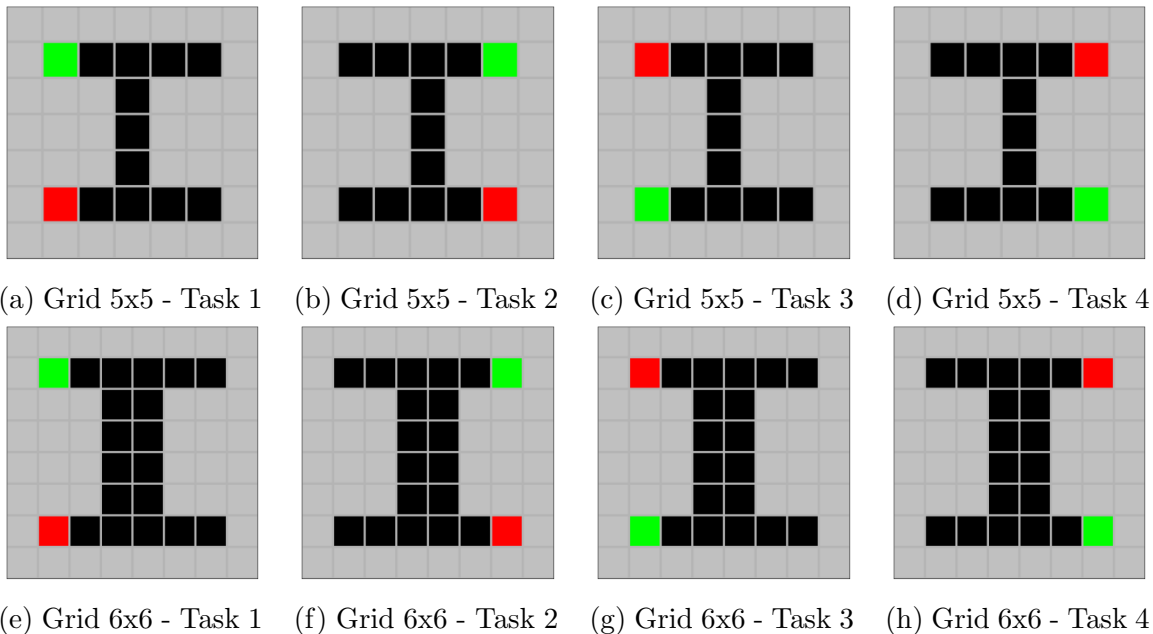 (a) Grid 5x5 - Task 1 (b) Grid 5x5 - Task 2 (c) Grid 5x5 - Task 3 (d) Grid 5x5 - Task 4
(e) Grid 6x6 - Task 1 (f) Grid 6x6 - Task 2 (g) Grid 6x6 - Task 3 (h) Grid 6x6 - Task 4